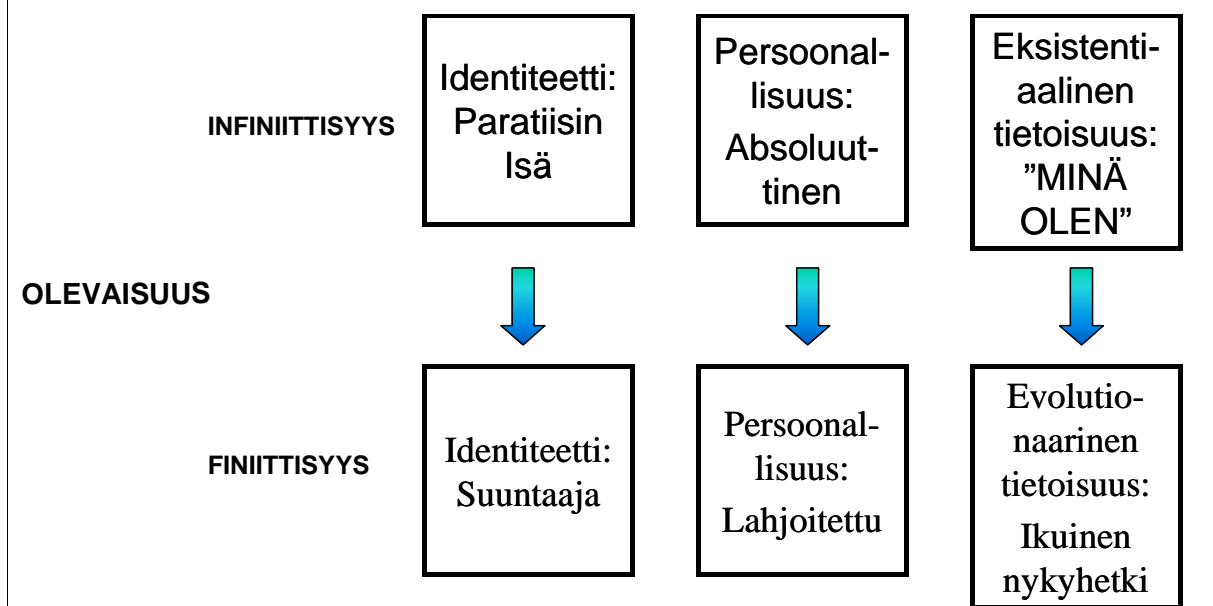 INFINIITTISYYS
Identiteetti:
Paratiisin
Isä
Persoonal-
lisuus:
Absoluut-
tinen
Eksistenti-
aalinen
tietoisuus:
”MINÄ
OLEN”
OLEVAISUUS
FINIITTISYYS
Identiteetti:
Suuntaaja
Persoonal-
lisuus:
Lahjoitettu
Evolutio-
naarinen
tietoisuus:
Ikuinen
nykyhetki